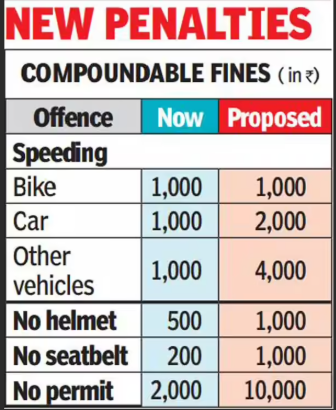 NEW PENALTIES
COMPOUNDABLE FINES (in ₹)
Offence Now Proposed
Speeding
Bike 1,000 1,000
Car 1,000 2,000
Other
vehicles 1,000 4,000
No helmet 500 1,000
No seatbelt 200 1,000
No permit 2,000 10,000